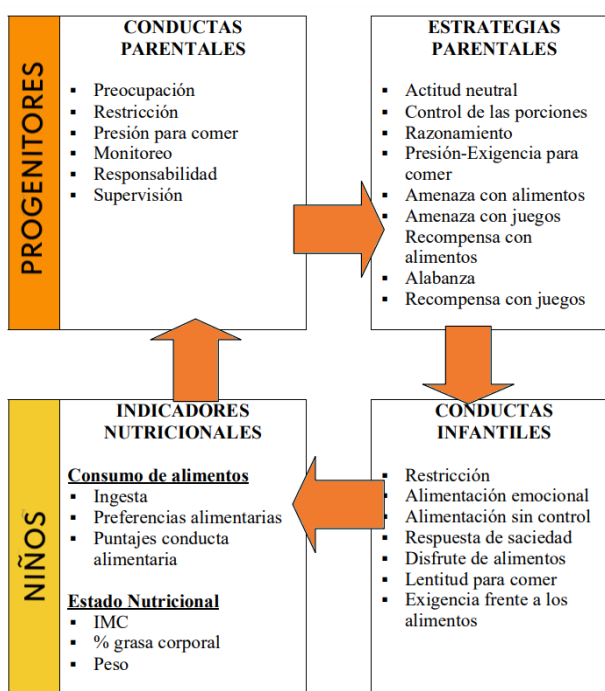 PROGENITORES
CONDUCTAS
PARENTALES
▪ Preocupación
▪ Restricción
▪ Presión para comer
▪ Monitoreo
▪ Responsabilidad
▪ Supervisión
ESTRATEGIAS
PARENTALES
▪ Actitud neutral
▪ Control de las porciones
▪ Razonamiento
▪ Presión-Exigencia para
comer
▪ Amenaza con alimentos
▪ Amenaza con juegos
Recompensa con
alimentos
▪ Alabanza
▪ Recompensa con juegos
NIÑOS
INDICADORES
NUTRICIONALES
Consumo de alimentos
▪ Ingesta
▪ Preferencias alimentarias
▪ Puntajes conducta
alimentaria
Estado Nutricional
▪ IMC
▪ % grasa corporal
▪ Peso
CONDUCTAS
INFANTILES
▪ Restricción
▪ Alimentación emocional
▪ Alimentación sin control
▪ Respuesta de saciedad
▪ Disfrute de alimentos
▪ Lentitud para comer
▪ Exigencia frente a los
alimentos